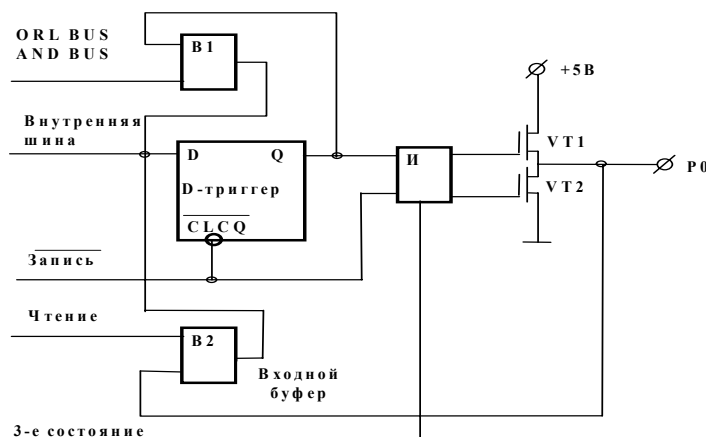 ORL BUS
AND BUS
B1
+5В
Внутренняя
шина
D
Q
D-триггер
CLCQ
И
VT1
VT2
P0
Запись
Чтение
B2
Входной
буфер
3-е состояние